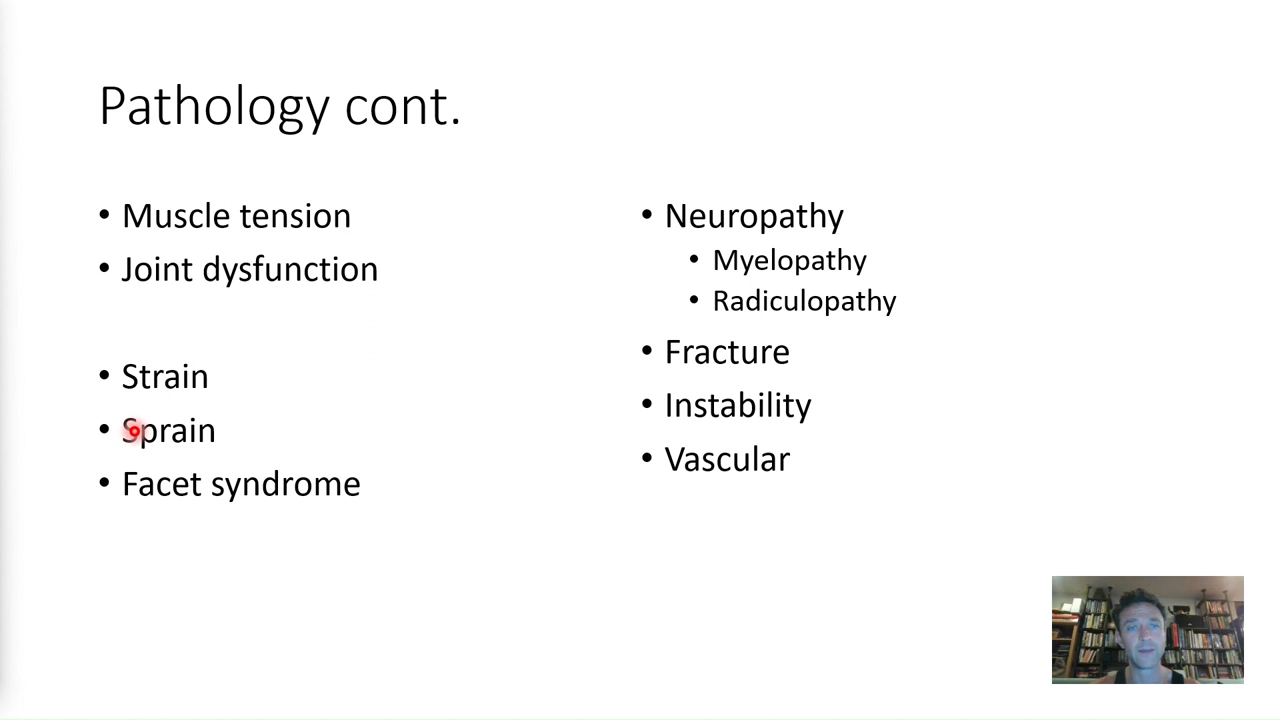 Pathology cont.
• Muscle tension
• Joint dysfunction
• Strain
• Sprain
• Facet syndrome
• Neuropathy
• Myelopathy
• Radiculopathy
• Fracture
• Instability
• Vascular